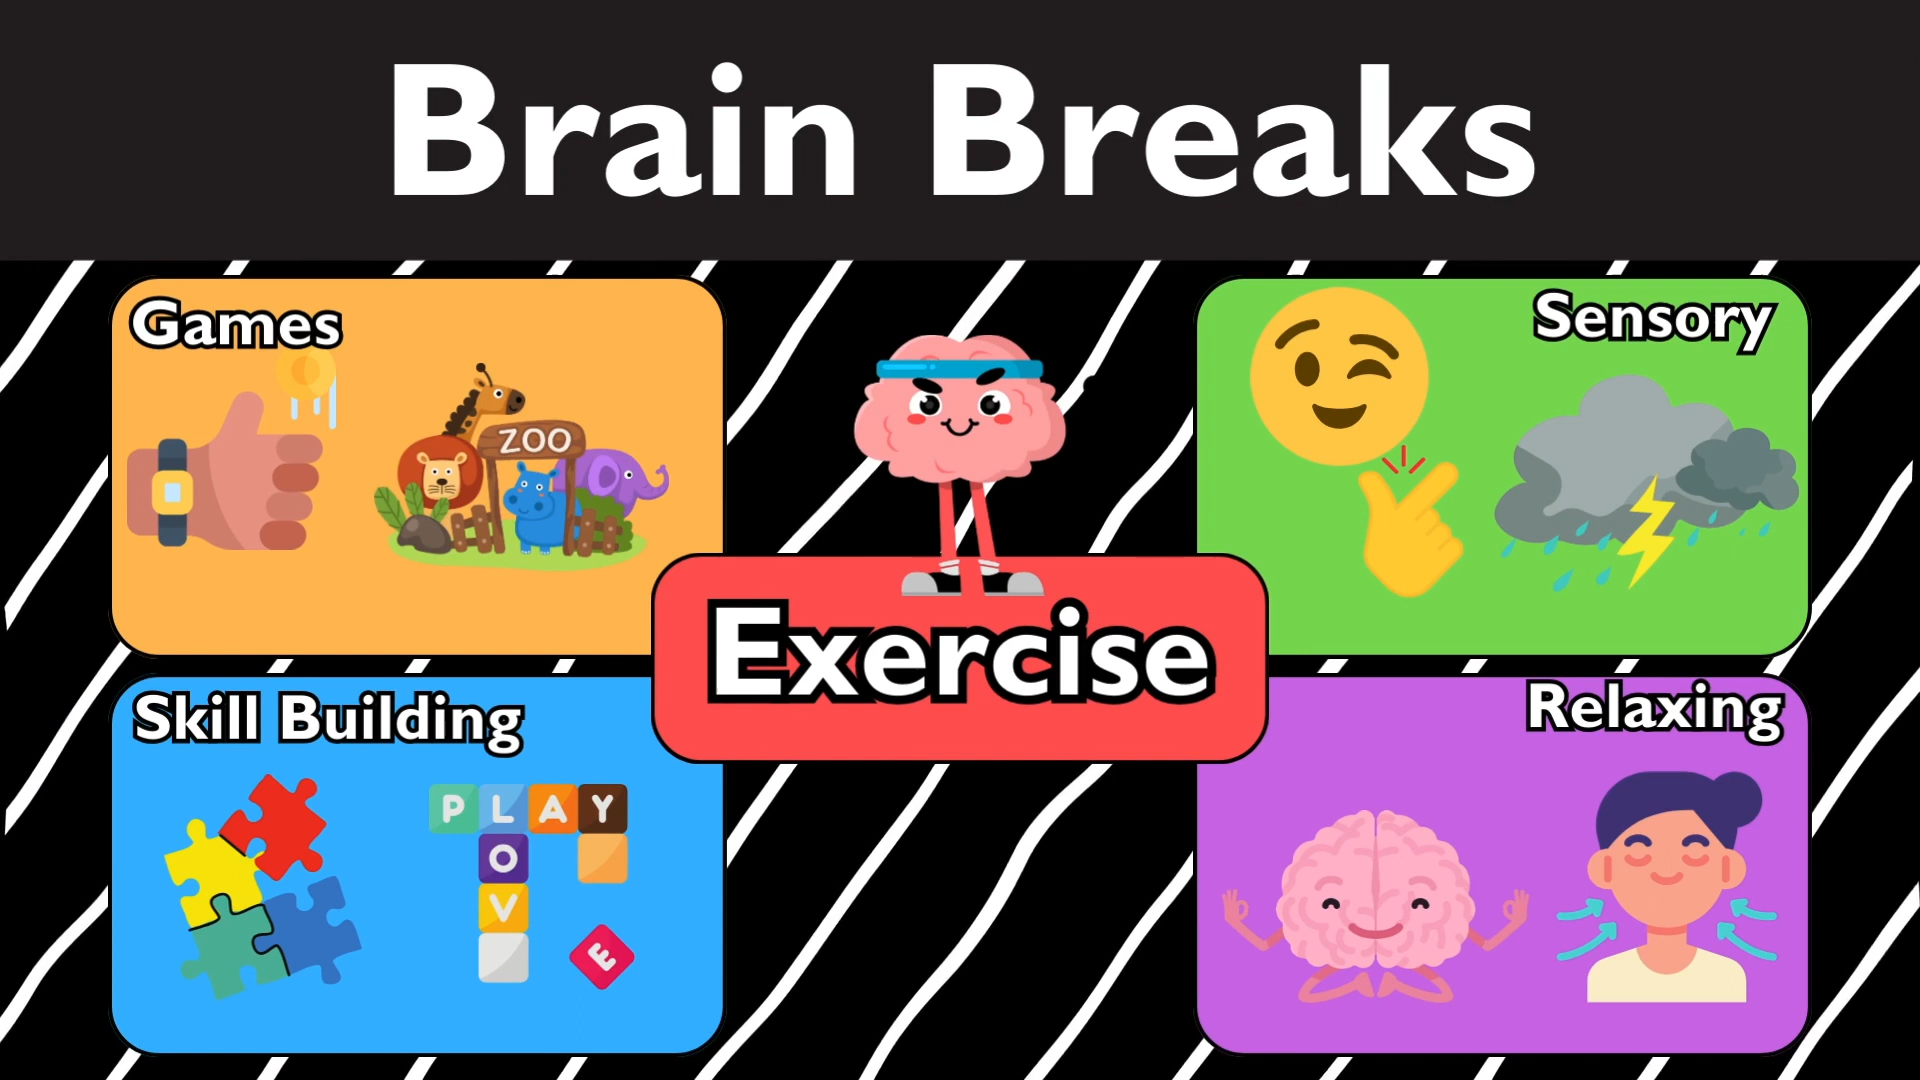 Brain Breaks
Games
ZOO
Sensory
Exercise
Skill Building
PLAY
O
V
E
Relaxing